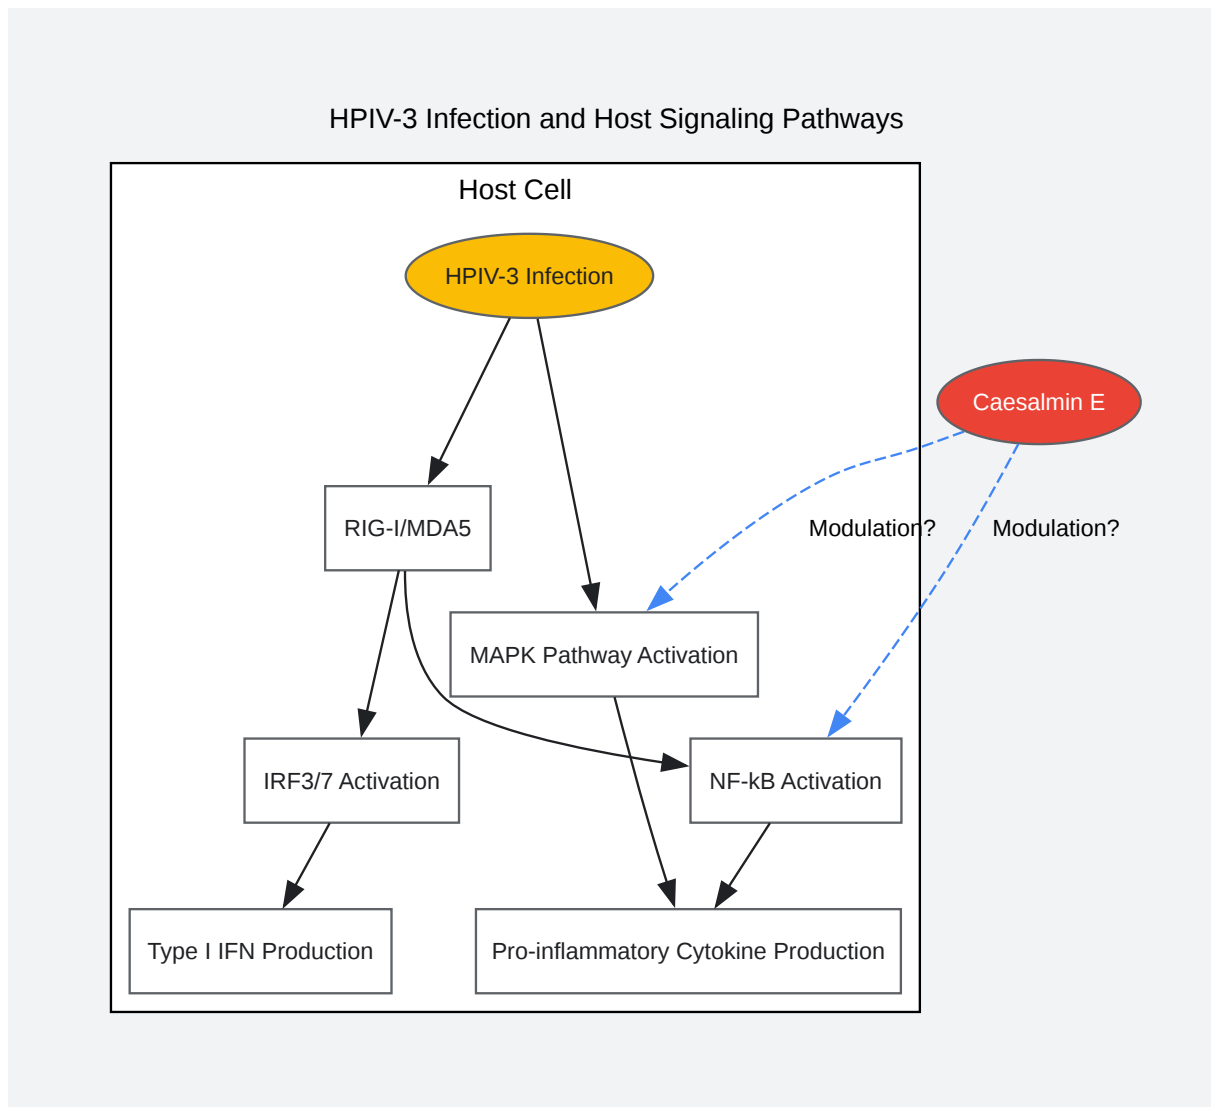 HPIV-3 Infection and Host Signaling Pathways
Host Cell
HPIV-3 Infection
Caesalmin E
RIG-I/MDA5
Modulation?
Modulation?
MAPK Pathway Activation
IRF3/7 Activation
NF-kB Activation
Type I IFN Production
Pro-inflammatory Cytokine Production